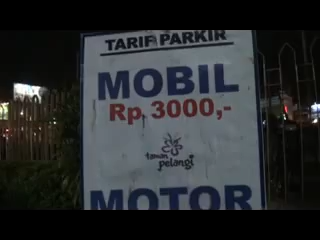 TARIF PARKIR
MOBIL
Rp. 3000,-
taman
pelangi
MOTOR